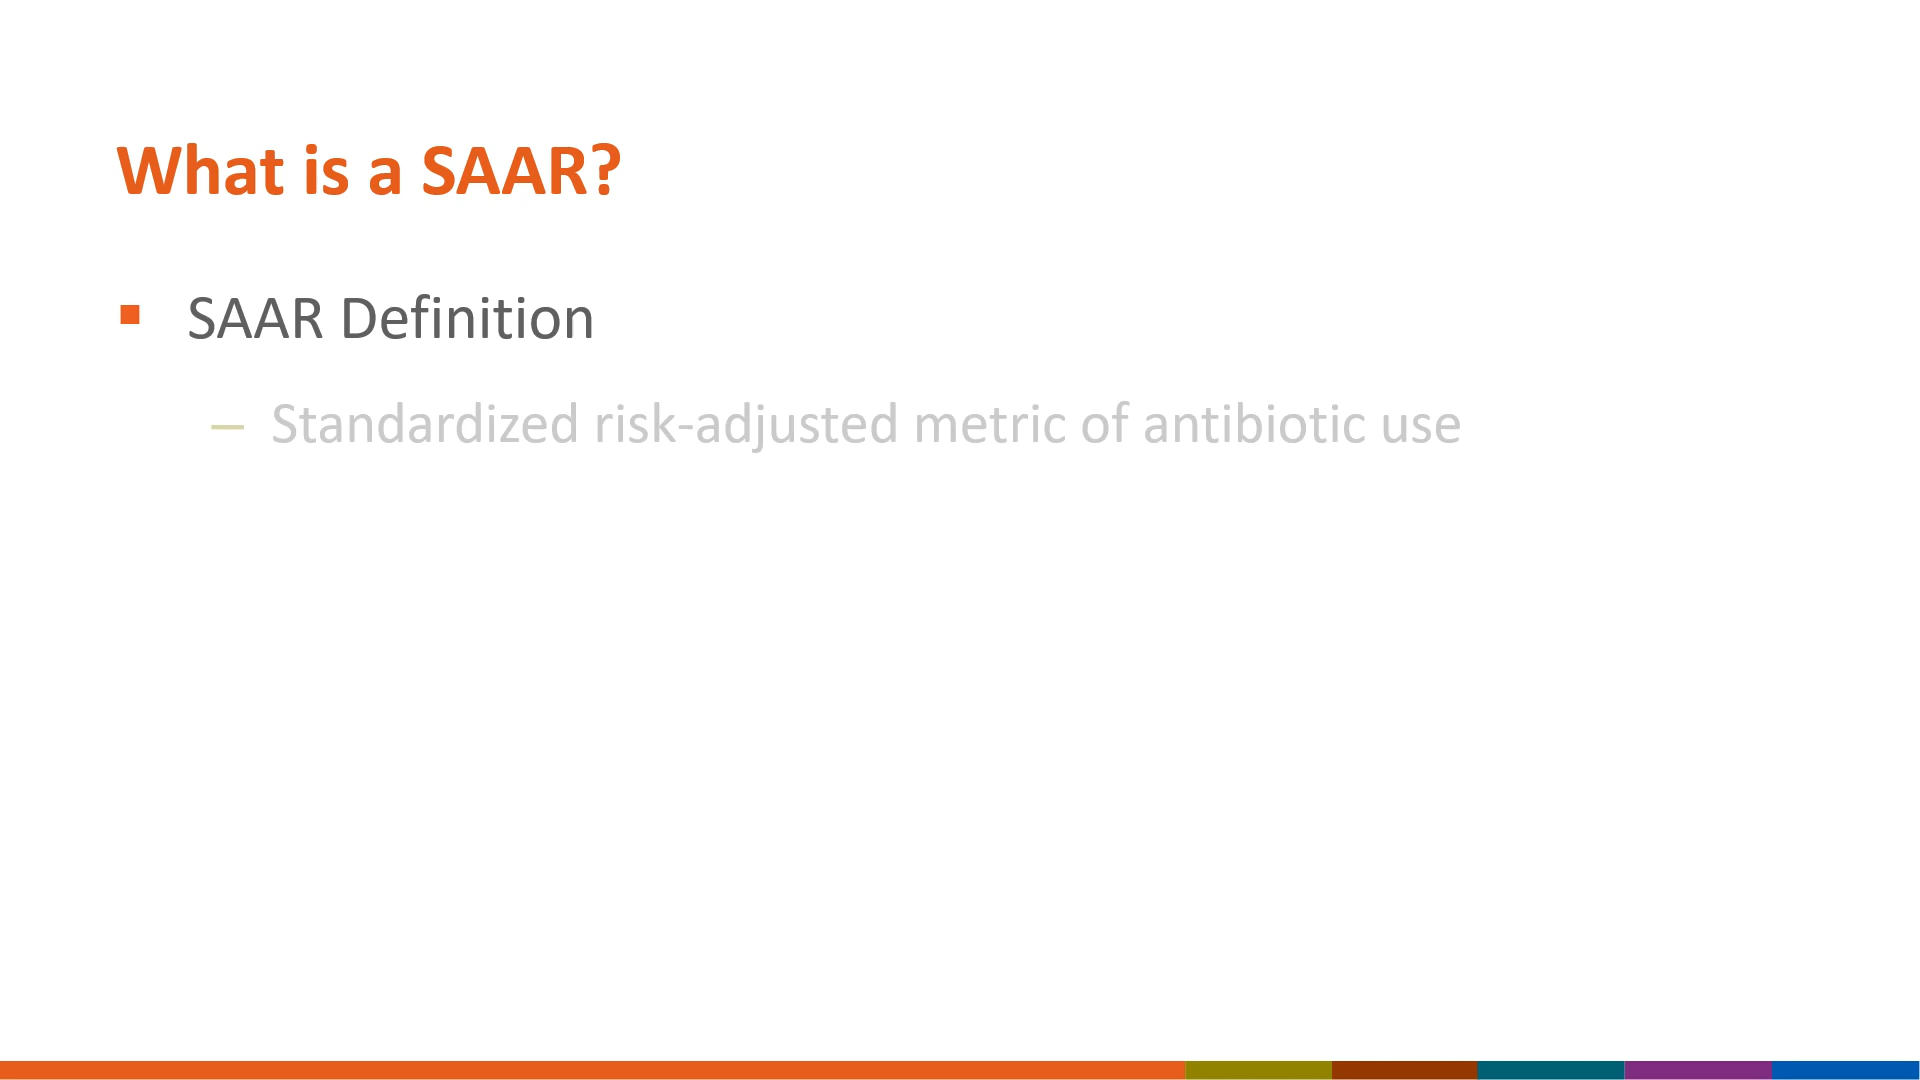 What is a SAAR?
▪ SAAR Definition
– Standardized risk-adjusted metric of antibiotic use